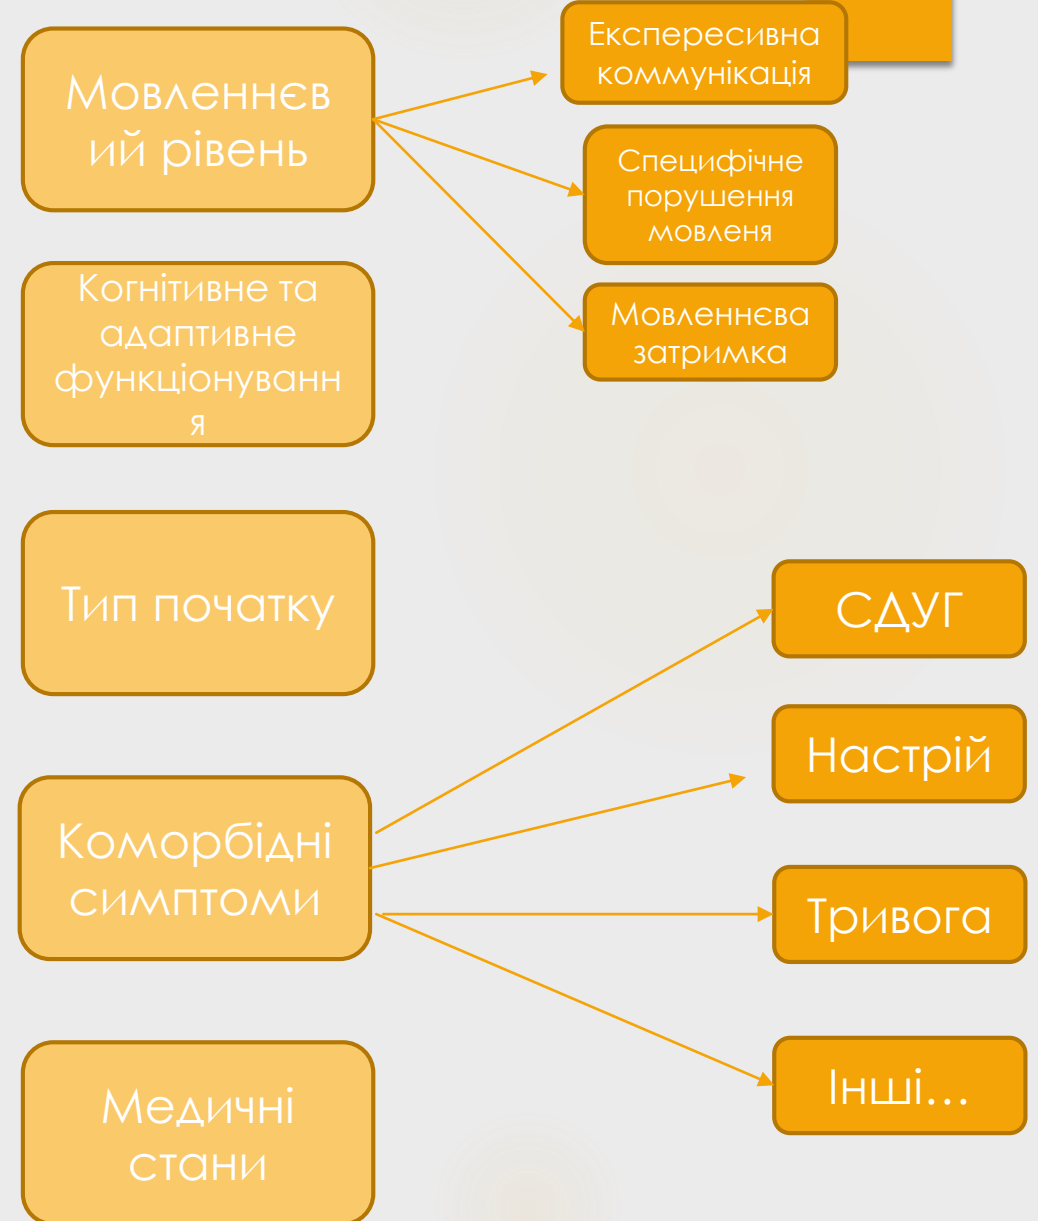 Мовленнєв
ий рівень
Експересивна
коммунікація
Специфічне
порушення
мовленя
Мовленнєва
затримка
Когнітивне та
адаптивне
функціонуванн
я
Тип початку
Коморбідні
симптоми
СДУГ
Настрій
Тривога
Інші...
Медичні
стани